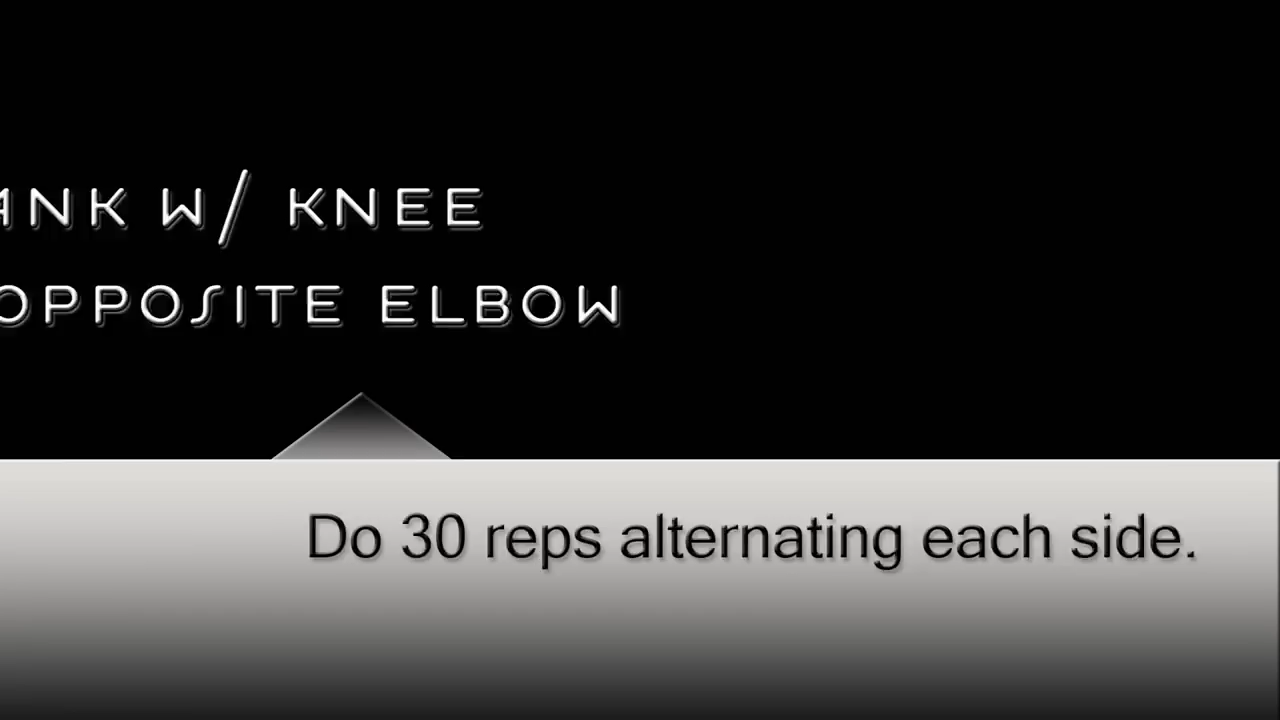 ANK W/ KNEE
OPPOSITE ELBOW
Do 30 reps alternating each side.